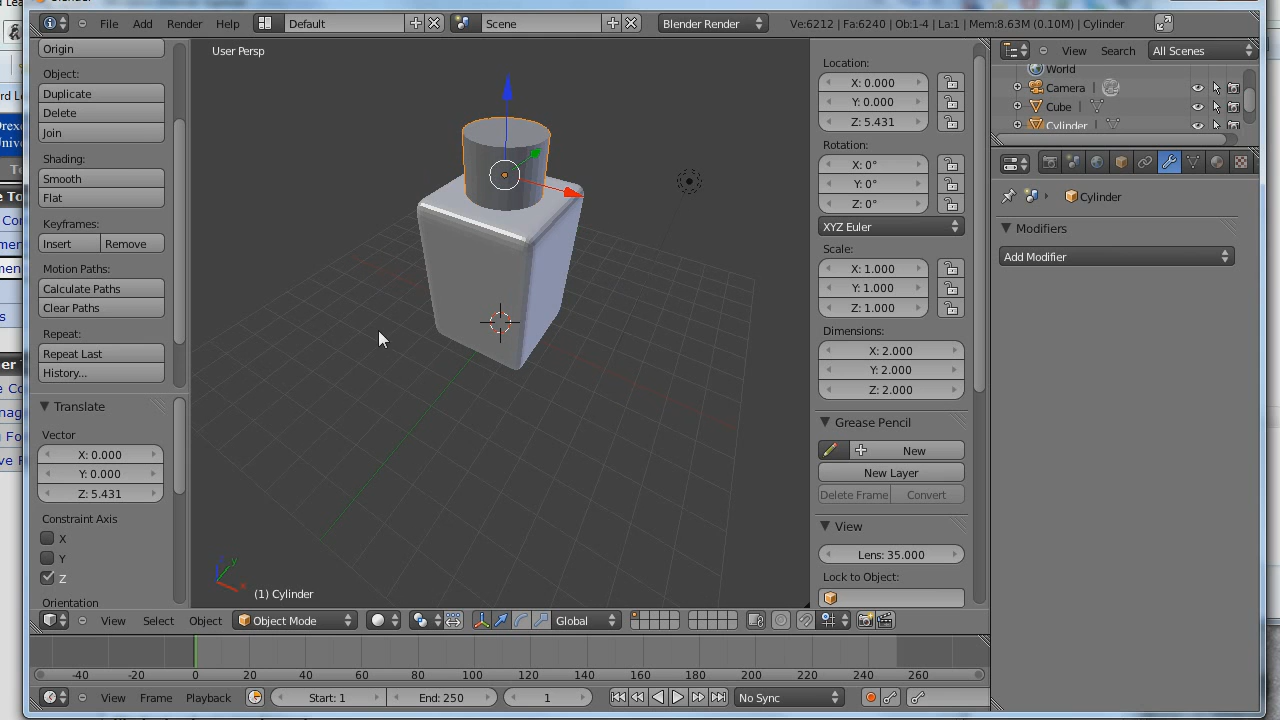 File Add Render Help Default Scene Blender Render Ve:6212 | Fa:6240 | Ob:1-4 | La:1 | Mem:8.63M (0.10M) | Cylinder
Origin
Object:
Duplicate
Delete
Join
Shading:
Smooth
Flat
Keyframes:
Insert Remove
Motion Paths:
Calculate Paths
Clear Paths
Repeat:
Repeat Last
History...
Translate
Vector
X: 0.000
Y: 0.000
Z: 5.431
Constraint Axis
X
Y
Z
Orientation
User Persp
(1) Cylinder
Location:
X: 0.000
Y: 0.000
Z: 5.431
Rotation:
X: 0°
Y: 0°
Z: 0°
XYZ Euler
Scale:
X: 1.000
Y: 1.000
Z: 1.000
Dimensions:
X: 2.000
Y: 2.000
Z: 2.000
Grease Pencil
New
New Layer
Delete Frame Convert
View
Lens: 35.000
Lock to Object:
View Search All Scenes
World
Camera
Cube
Cylinder
Cylinder
Modifiers
Add Modifier
View Select Object Object Mode Global
-40 -20 0 20 40 60 80 100 120 140 160 180 200 220 240 260
View Frame Playback Start: 1 End: 250 1 No Sync